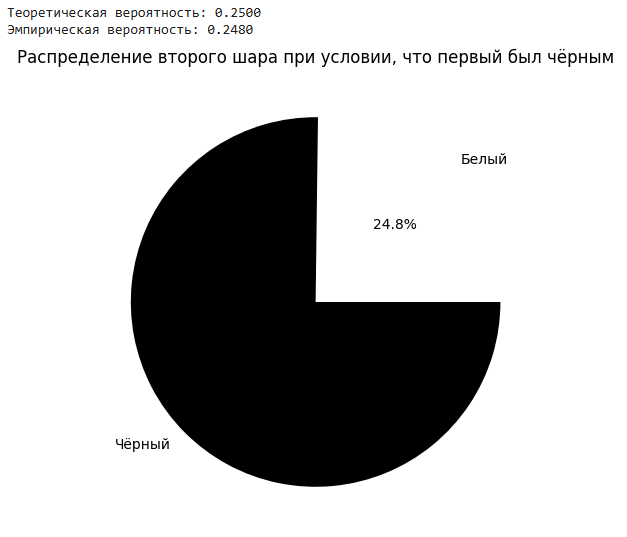 Теоретическая вероятность: 0.2500
Эмпирическая вероятность: 0.2480
Распределение второго шара при условии, что первый был чёрным
Белый
24.8%
Чёрный